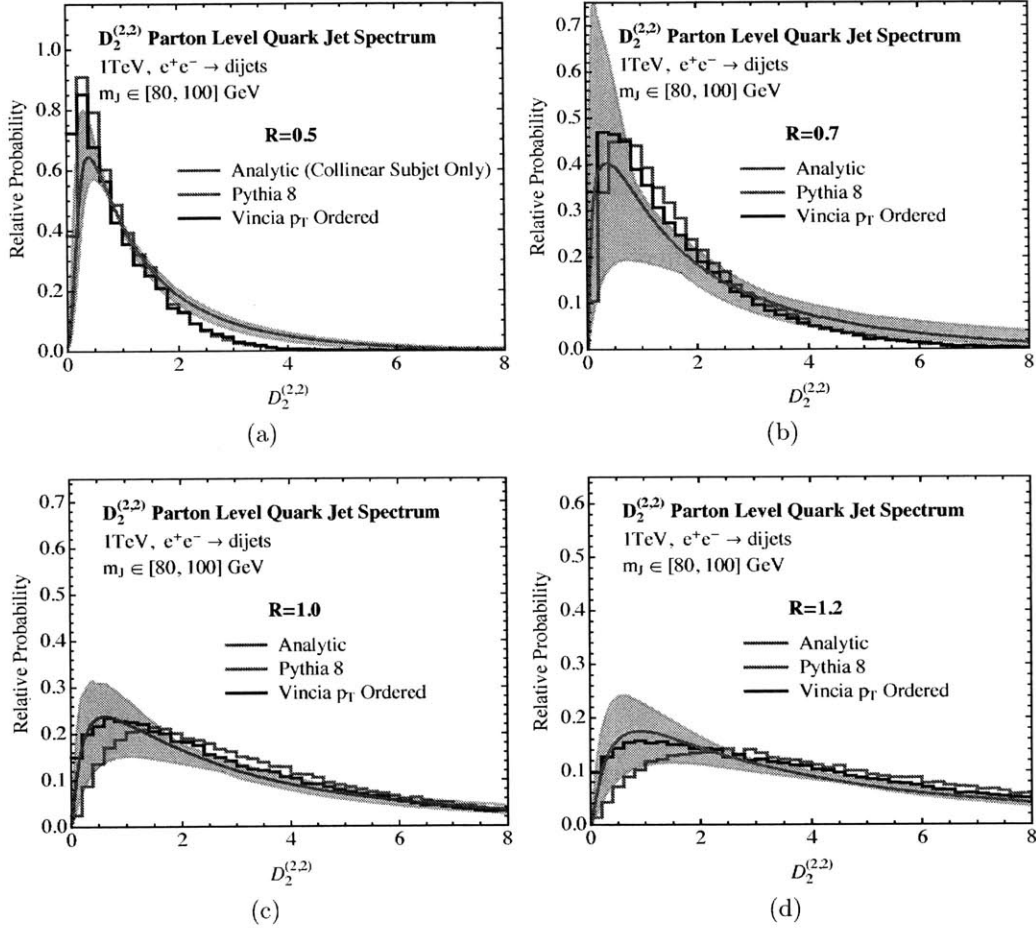 D₂⁽²,²⁾ Parton Level Quark Jet Spectrum
1TeV, e⁺e⁻ → dijets
m_J ∈ [80, 100] GeV
R=0.5
Analytic (Collinear Subjet Only)
Pythia 8
Vincia p_T Ordered
Relative Probability
1.0
0.8
0.6
0.4
0.2
0.0
0 2 4 6 8
D₂⁽²,²⁾
(a)
D₂⁽²,²⁾ Parton Level Quark Jet Spectrum
1TeV, e⁺e⁻ → dijets
m_J ∈ [80, 100] GeV
R=0.7
Analytic
Pythia 8
Vincia p_T Ordered
Relative Probability
0.7
0.6
0.5
0.4
0.3
0.2
0.1
0.0
0 2 4 6 8
D₂⁽²,²⁾
(b)
D₂⁽²,²⁾ Parton Level Quark Jet Spectrum
1TeV, e⁺e⁻ → dijets
m_J ∈ [80, 100] GeV
R=1.0
Analytic
Pythia 8
Vincia p_T Ordered
Relative Probability
0.7
0.6
0.5
0.4
0.3
0.2
0.1
0.0
0 2 4 6 8
D₂⁽²,²⁾
(c)
D₂⁽²,²⁾ Parton Level Quark Jet Spectrum
1TeV, e⁺e⁻ → dijets
m_J ∈ [80, 100] GeV
R=1.2
Analytic
Pythia 8
Vincia p_T Ordered
Relative Probability
0.6
0.5
0.4
0.3
0.2
0.1
0.0
0 2 4 6 8
D₂⁽²,²⁾
(d)